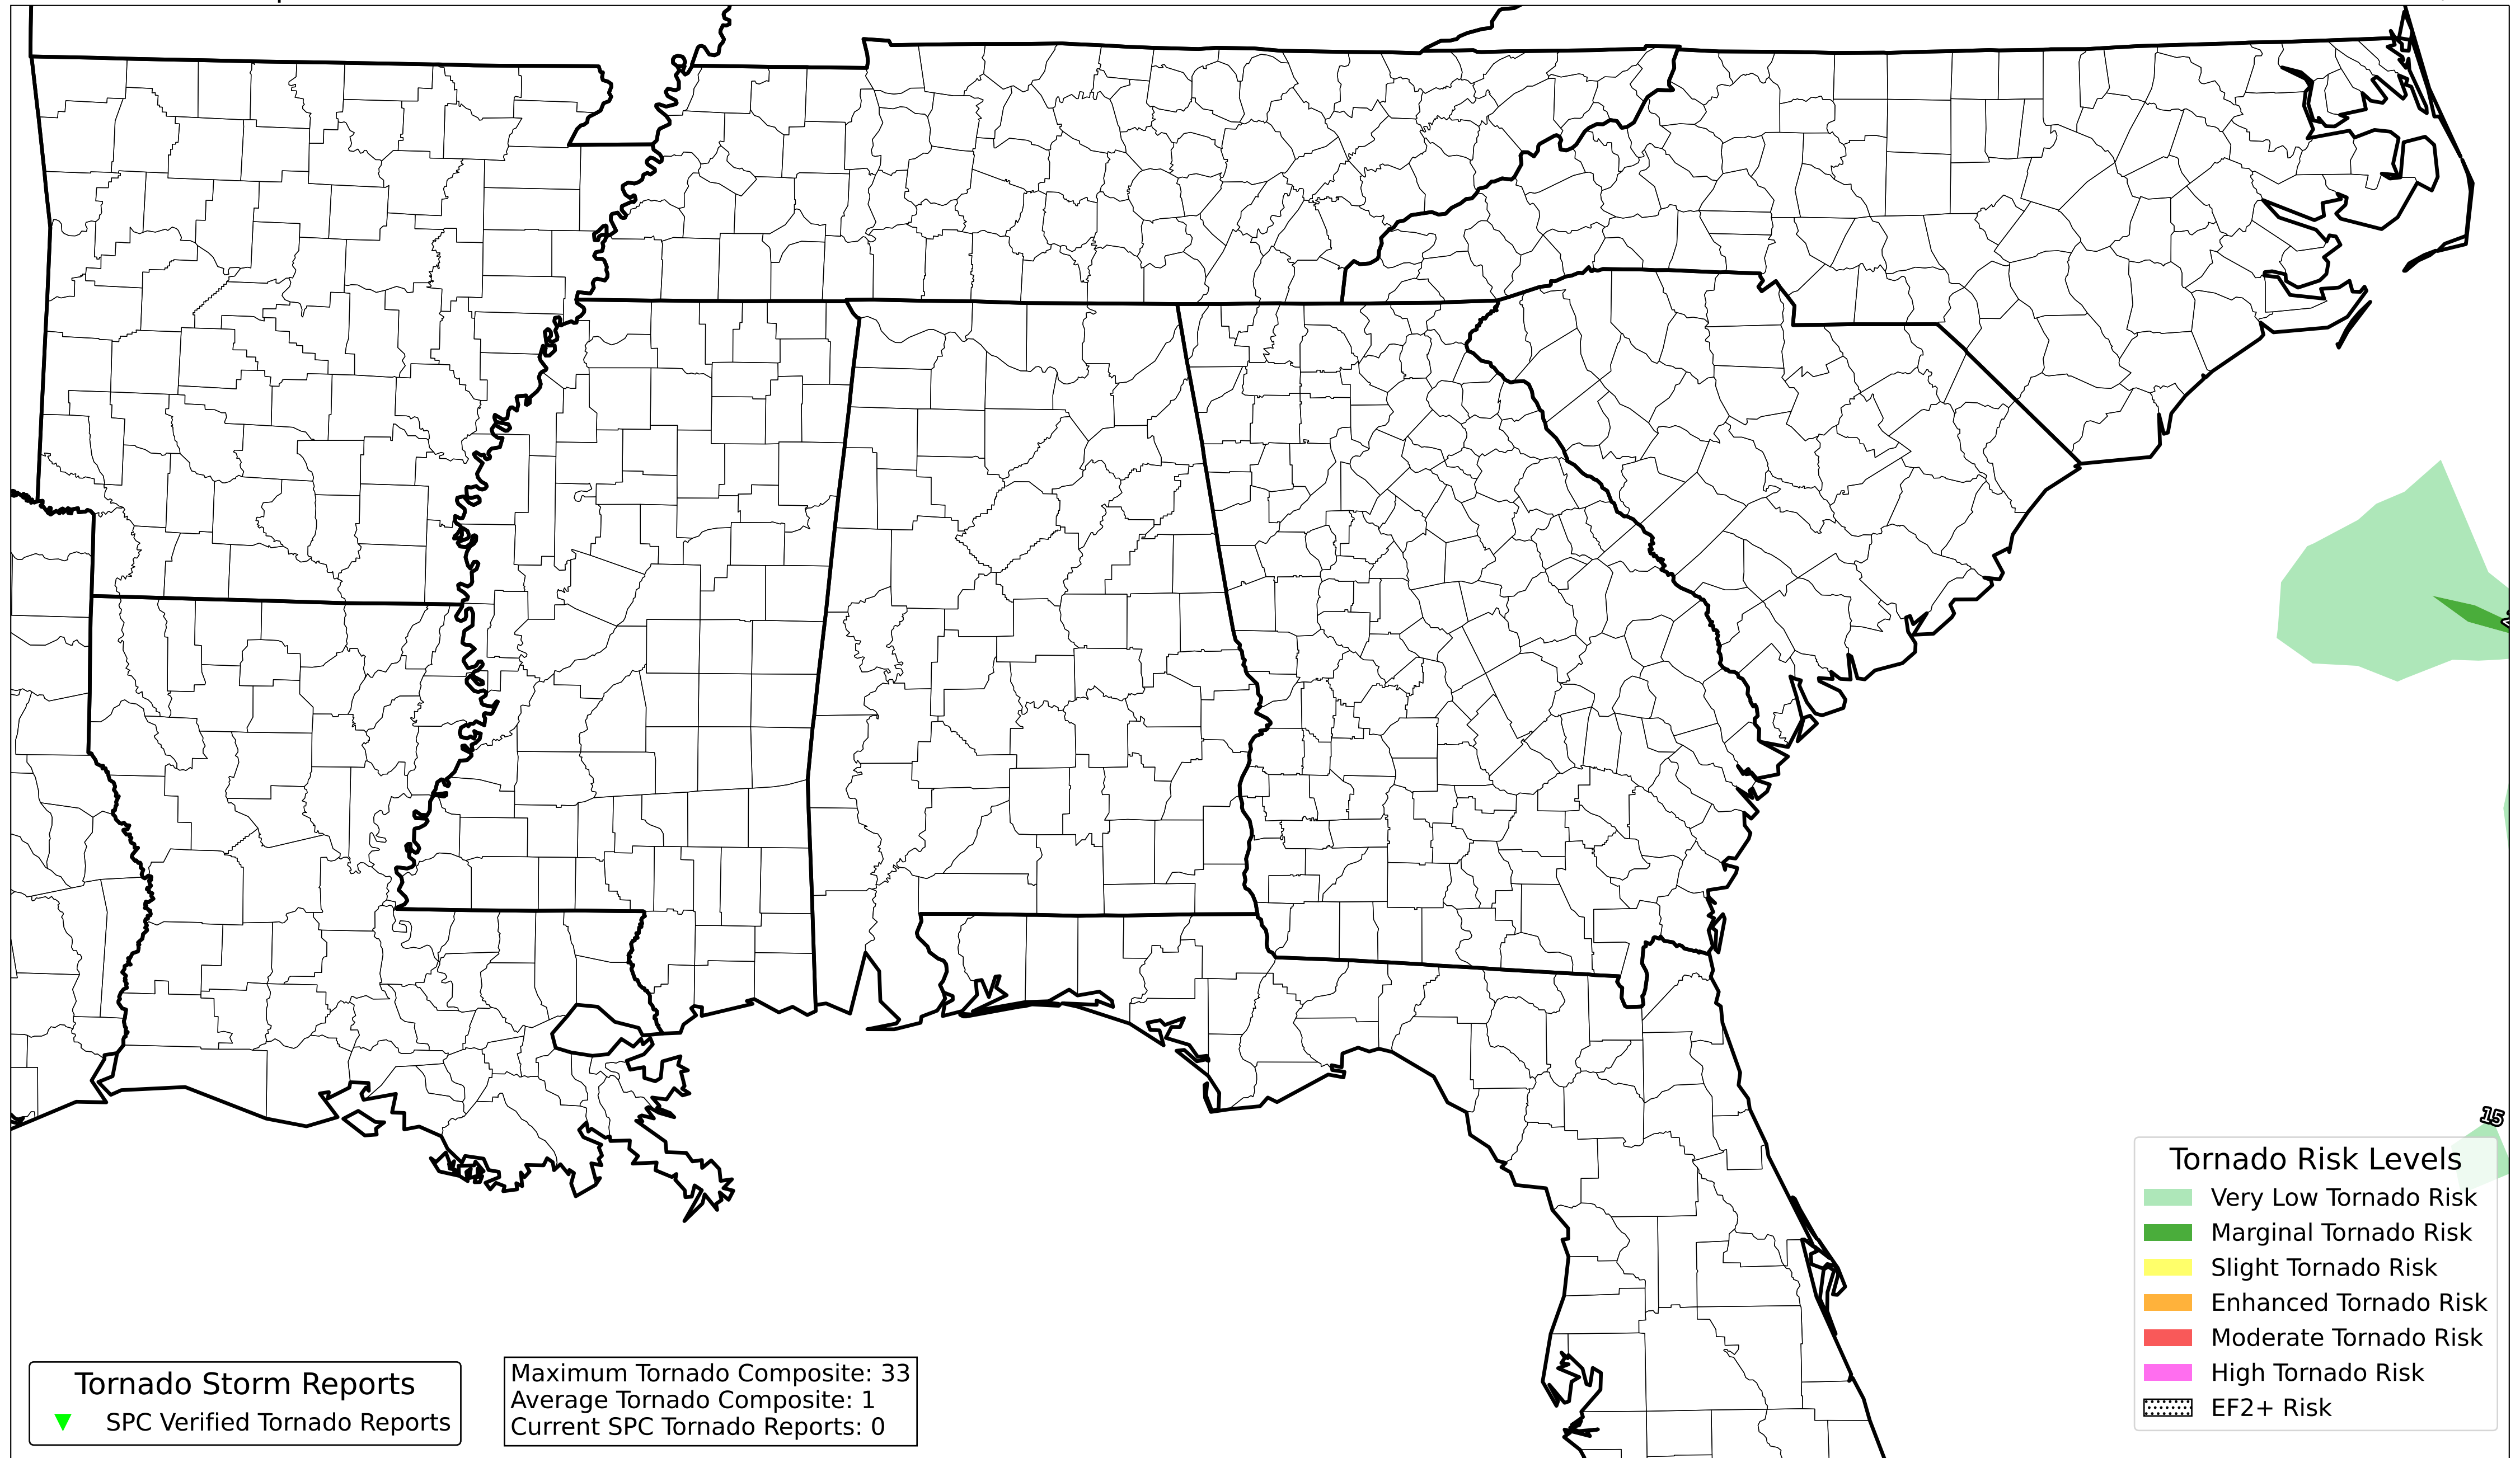 15
Tornado Risk Levels
Very Low Tornado Risk
Marginal Tornado Risk
Slight Tornado Risk
Enhanced Tornado Risk
Moderate Tornado Risk
High Tornado Risk
EF2+ Risk
Tornado Storm Reports
SPC Verified Tornado Reports
Maximum Tornado Composite: 33
Average Tornado Composite: 1
Current SPC Tornado Reports: 0